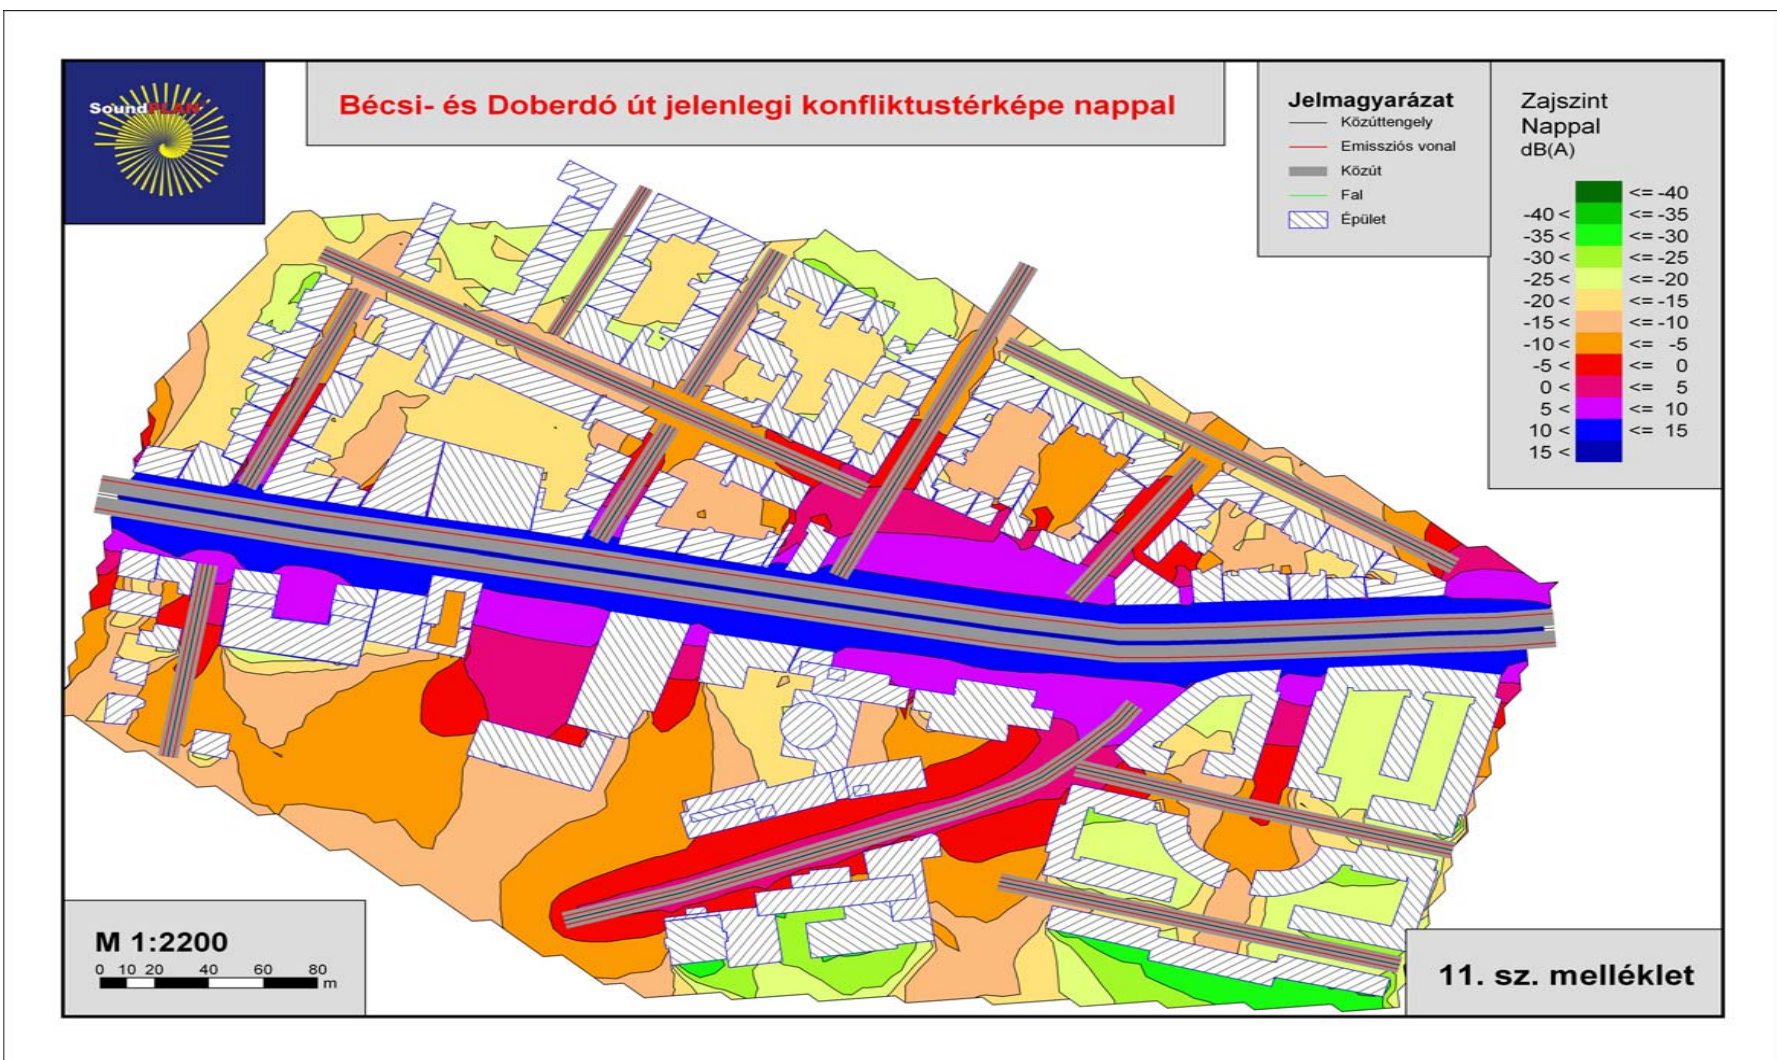 SoundPLAN
Bécsi- és Doberdó út jelenlegi konfliktustérképe nappal
Jelmagyarázat
Közúttengely
Emissziós vonal
Közút
Fal
Épület
Zajszint
Nappal
dB(A)
<= -40
-40 < <= -35
-35 < <= -30
-30 < <= -25
-25 < <= -20
-20 < <= -15
-15 < <= -10
-10 < <= -5
-5 < <= 0
0 < <= 5
5 < <= 10
10 < <= 15
15 <
M 1:2200
0 10 20 40 60 80
m
11. sz. melléklet